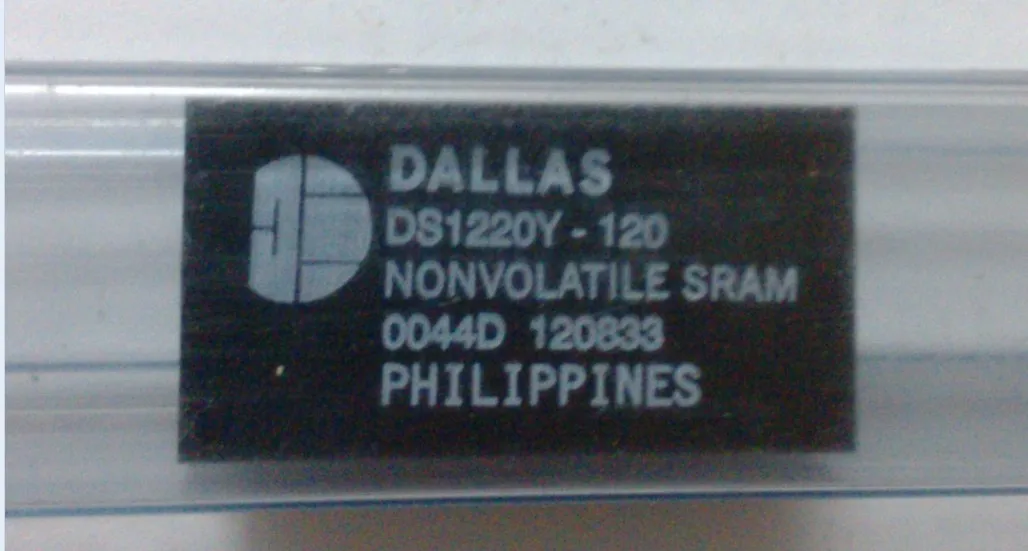 DALLAS
DS1220Y-120
NONVOLATILE SRAM
0044D 120833
PHILIPPINES